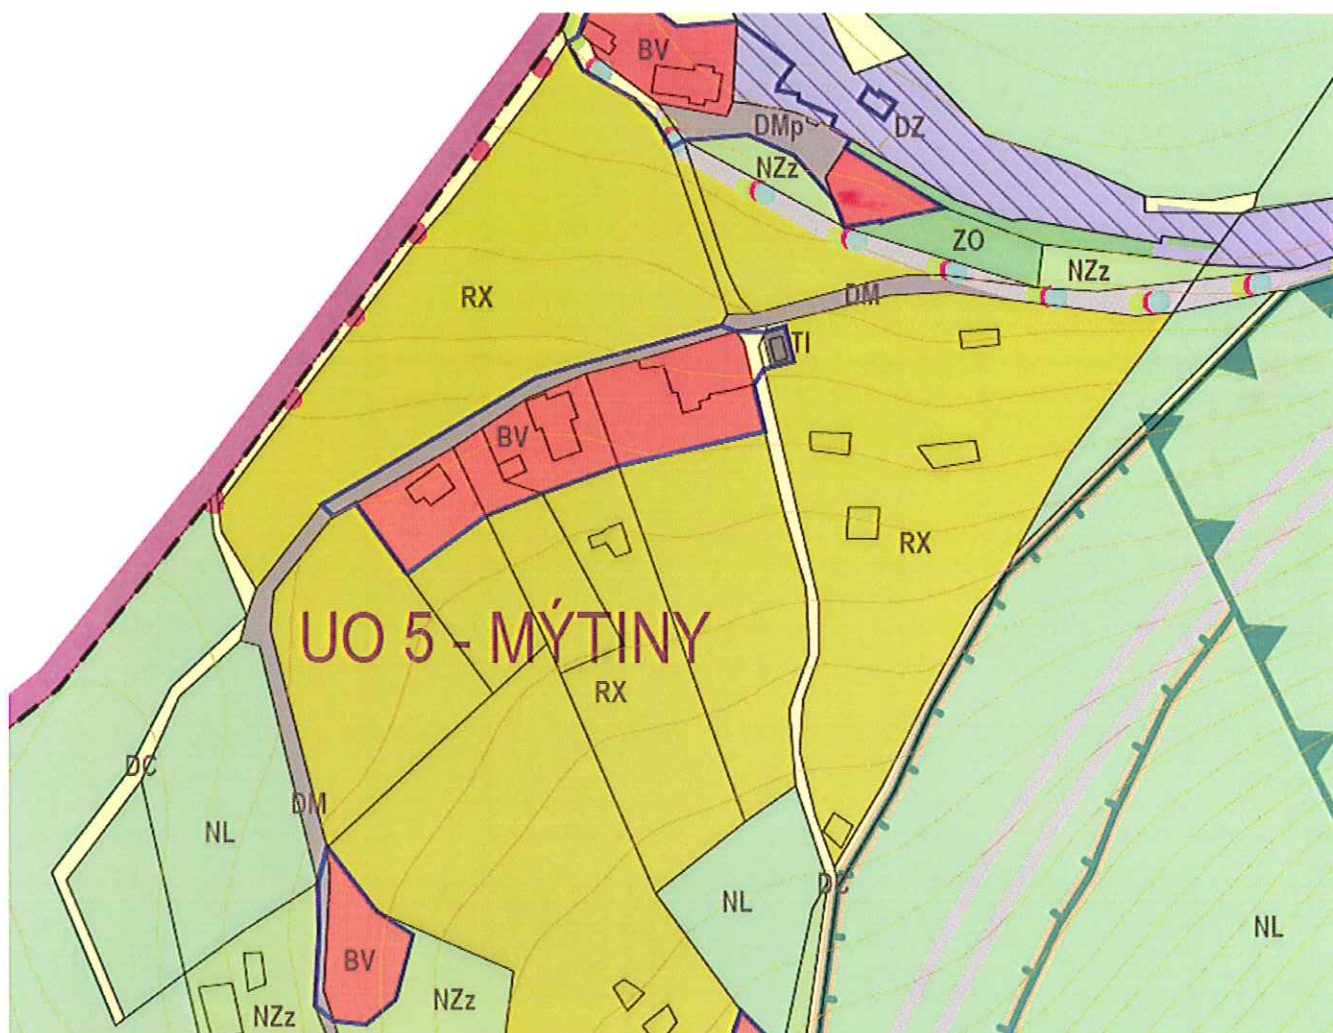 BV
DMp
DZ
NZz
ZO
NZz
RX
DM
TI
BV
RX
UO 5 - MÝTINY
RX
DC
DM
NL
DC
NL
NL
BV
NZz
NZz